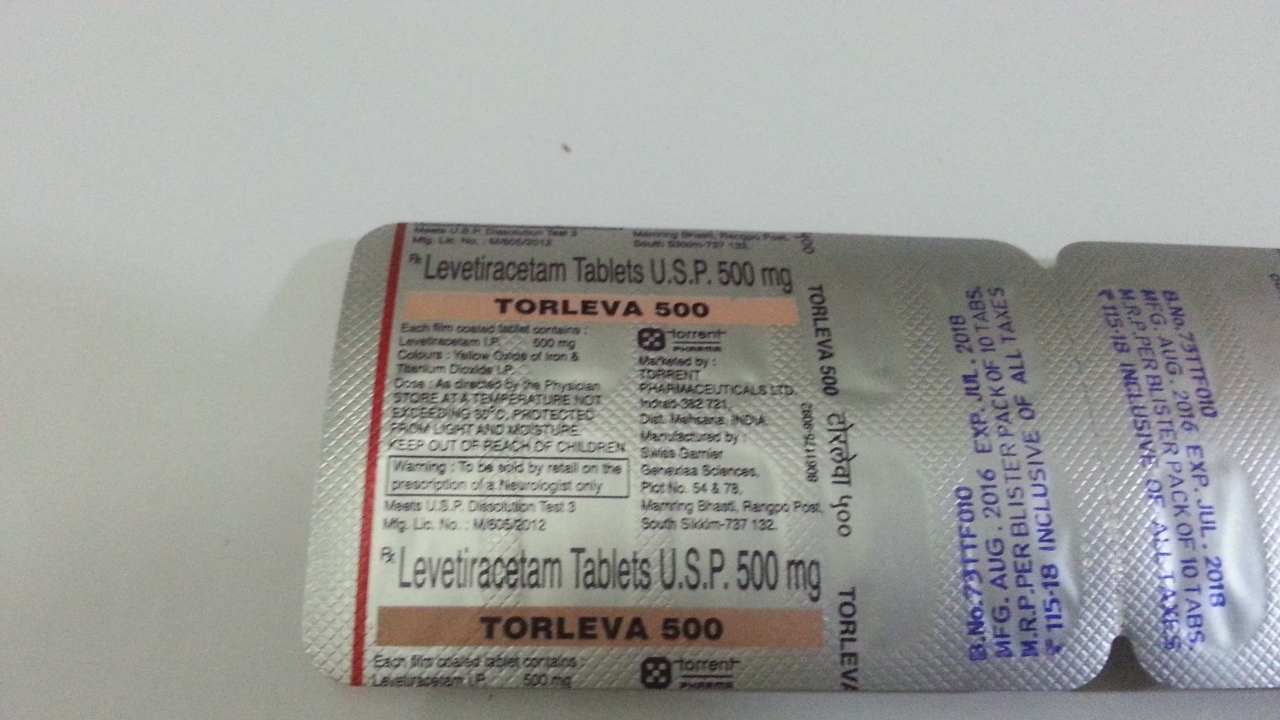 Meets U.S.P. Dissolution Test 3
Mfg. Lic. No. : M/605/2012
Mamring Bhasti, Rangpo Post,
South Sikkim-737 132.
Rx Levetiracetam Tablets U.S.P. 500 mg
TORLEVA 500
Each film coated tablet contains :
Levetiracetam I.P. 500 mg
Colours : Yellow Oxide of Iron &
Titanium Dioxide I.P.
Dose : As directed by the Physician
STORE AT A TEMPERATURE NOT
EXCEEDING 30°C, PROTECTED
FROM LIGHT AND MOISTURE.
KEEP OUT OF REACH OF CHILDREN.
Warning : To be sold by retail on the
prescription of a Neurologist only
Meets U.S.P. Dissolution Test 3
Mfg. Lic. No. : M/605/2012
torrent
PHARMA
Marketed by :
TORRENT
PHARMACEUTICALS LTD.
Indrad-382 721,
Dist. Mehsana, INDIA
Manufactured by :
Swiss Garnier
Genexiaa Sciences,
Plot No. 54 & 78,
Mamring Bhasti, Rangpo Post,
South Sikkim-737 132.
Rx Levetiracetam Tablets U.S.P. 500 mg
TORLEVA 500
Each film coated tablet contains :
Levetiracetam I.P. 500 mg
torrent
PHARMA
५००
TORLEVA 500 टोरलेवा ५००
TORLEVA
B.No.73TTF010
MFG. AUG. 2016 EXP. JUL. 2018
M.R.P.PER BLISTER PACK OF 10 TABS.
₹ 115-18 INCLUSIVE OF ALL TAXES
B.No.73TTF010
MFG. AUG. 2016 EXP. JUL. 2018
M.R.P.PER BLISTER PACK OF 10 TABS.
₹ 115-18 INCLUSIVE OF ALL TAXES